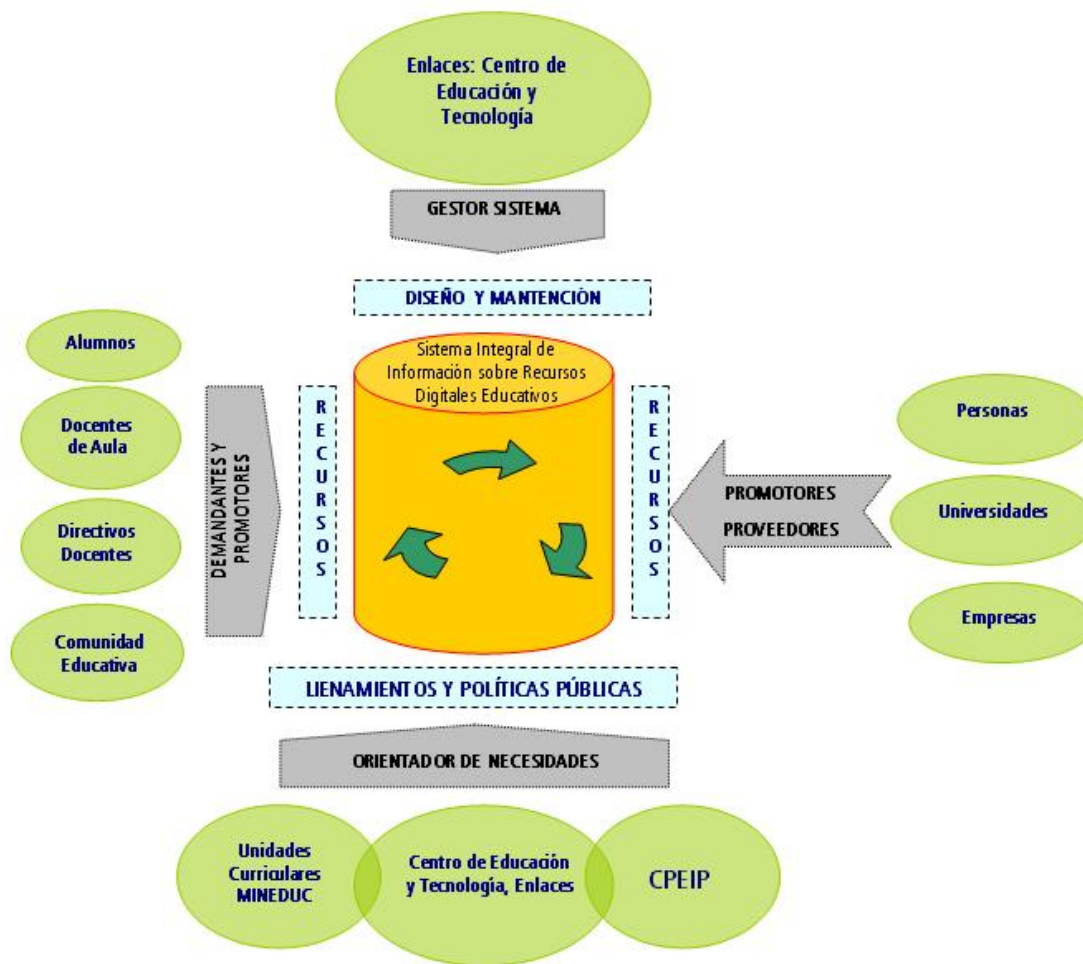 Enlaces: Centro de
Educación y
Tecnología
GESTOR SISTEMA
DISEÑO Y MANTENCIÓN
Sistema Integral de
Información sobre Recursos
Digitales Educativos
Alumnos
Docentes
de Aula
Directivos
Docentes
Comunidad
Educativa
DEMANDANTES Y
PROMOTORES
RECURSOS
RECURSOS
PROMOTORES
PROVEEDORES
Personas
Universidades
Empresas
LIENAMIENTOS Y POLÍTICAS PÚBLICAS
ORIENTADOR DE NECESIDADES
Unidades
Curriculares
MINEDUC
Centro de Educación
y Tecnología, Enlaces
CPEIP